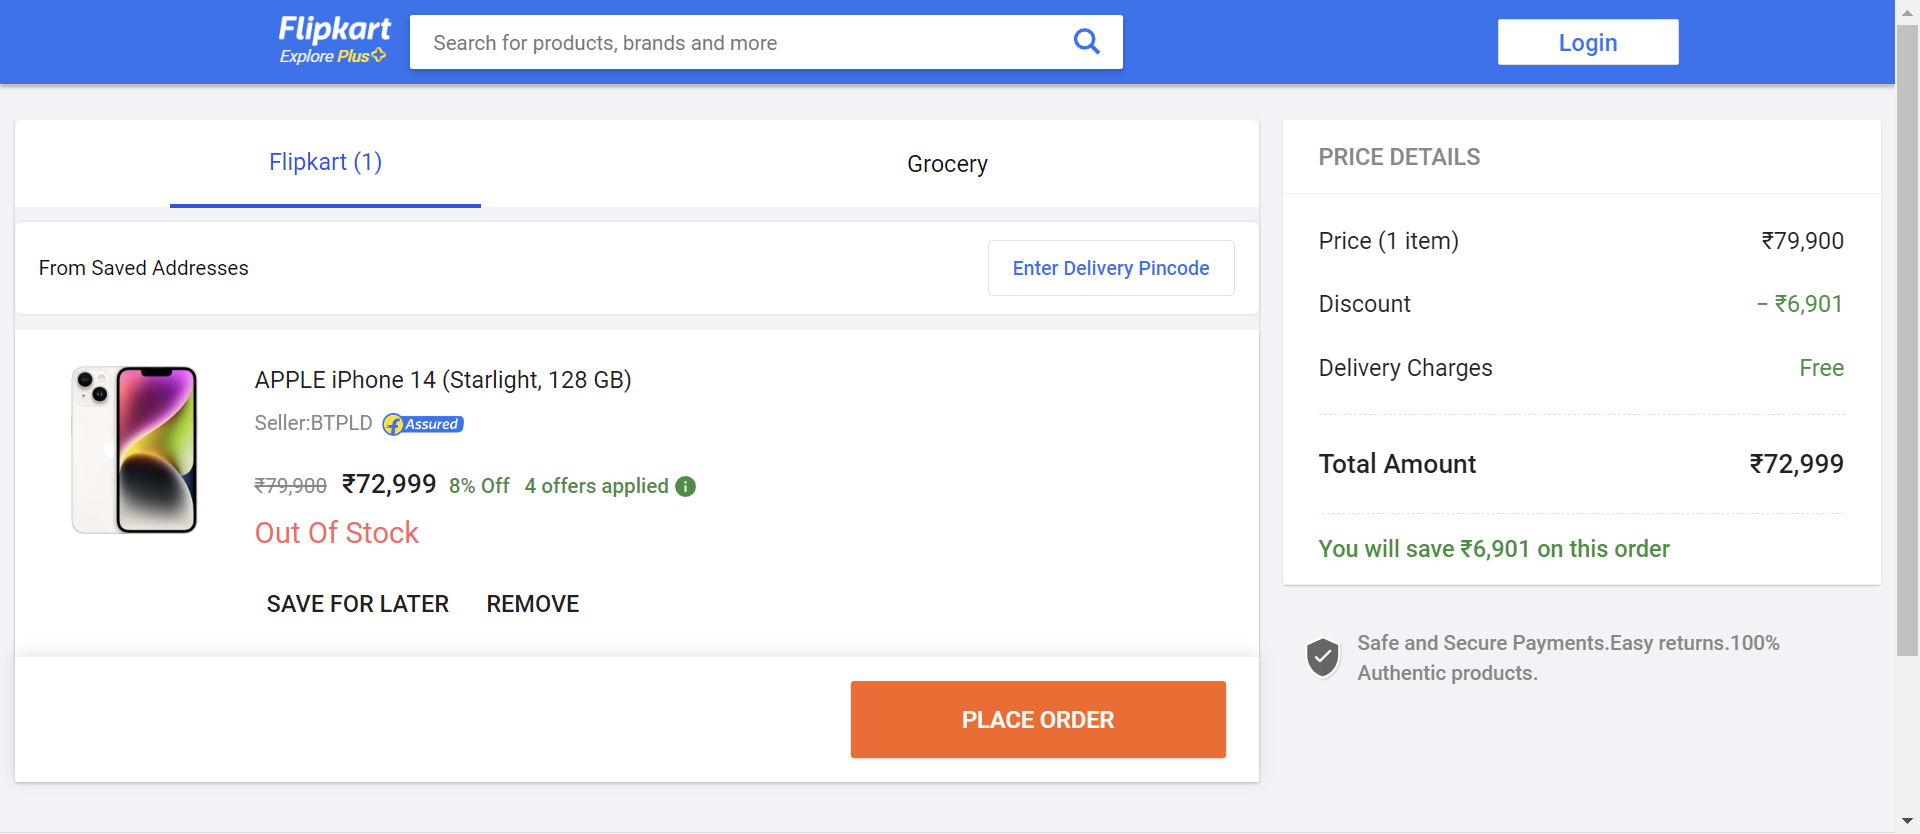 Flipkart
Explore Plus
Search for products, brands and more
Login
Flipkart (1)
Grocery
From Saved Addresses
Enter Delivery Pincode
APPLE iPhone 14 (Starlight, 128 GB)
Seller:BTPLD Assured
₹79,900 ₹72,999 8% Off 4 offers applied
Out Of Stock
SAVE FOR LATER REMOVE
PLACE ORDER
PRICE DETAILS
Price (1 item) ₹79,900
Discount − ₹6,901
Delivery Charges Free
Total Amount ₹72,999
You will save ₹6,901 on this order
Safe and Secure Payments.Easy returns.100%
Authentic products.